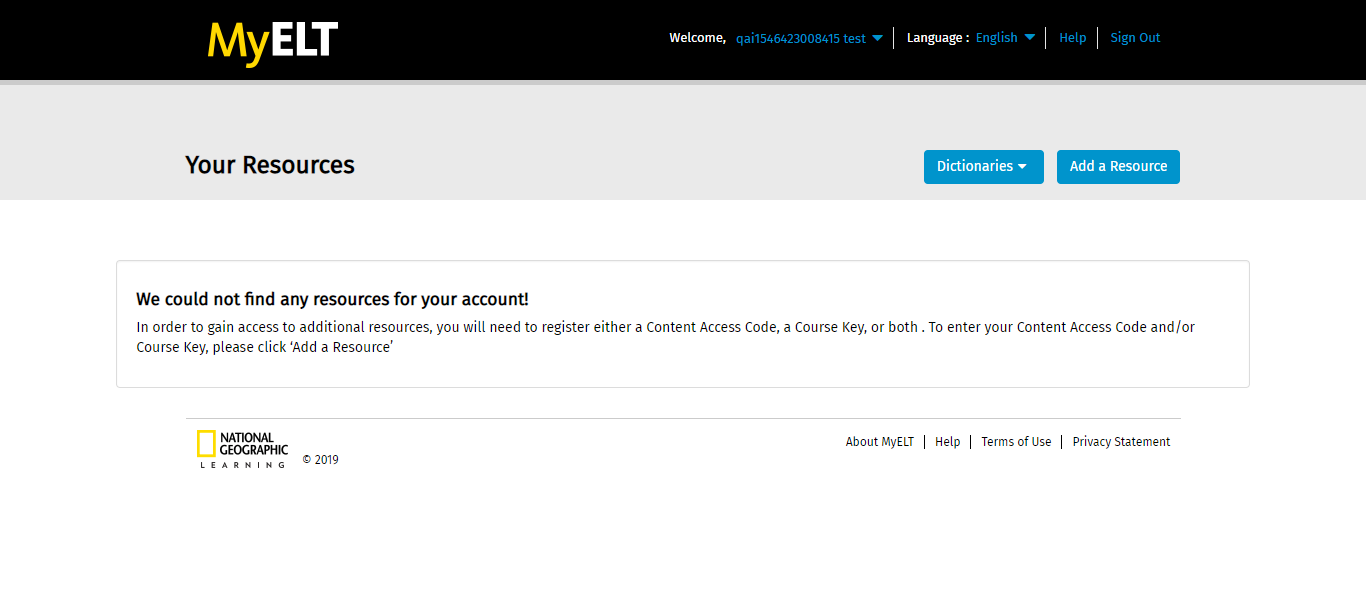 MyELT
Welcome, qai1546423008415 test
Language : English
Help
Sign Out
Your Resources
Dictionaries
Add a Resource
We could not find any resources for your account!
In order to gain access to additional resources, you will need to register either a Content Access Code, a Course Key, or both . To enter your Content Access Code and/or
Course Key, please click ‘Add a Resource’
NATIONAL
GEOGRAPHIC
LEARNING
© 2019
About MyELT
Help
Terms of Use
Privacy Statement